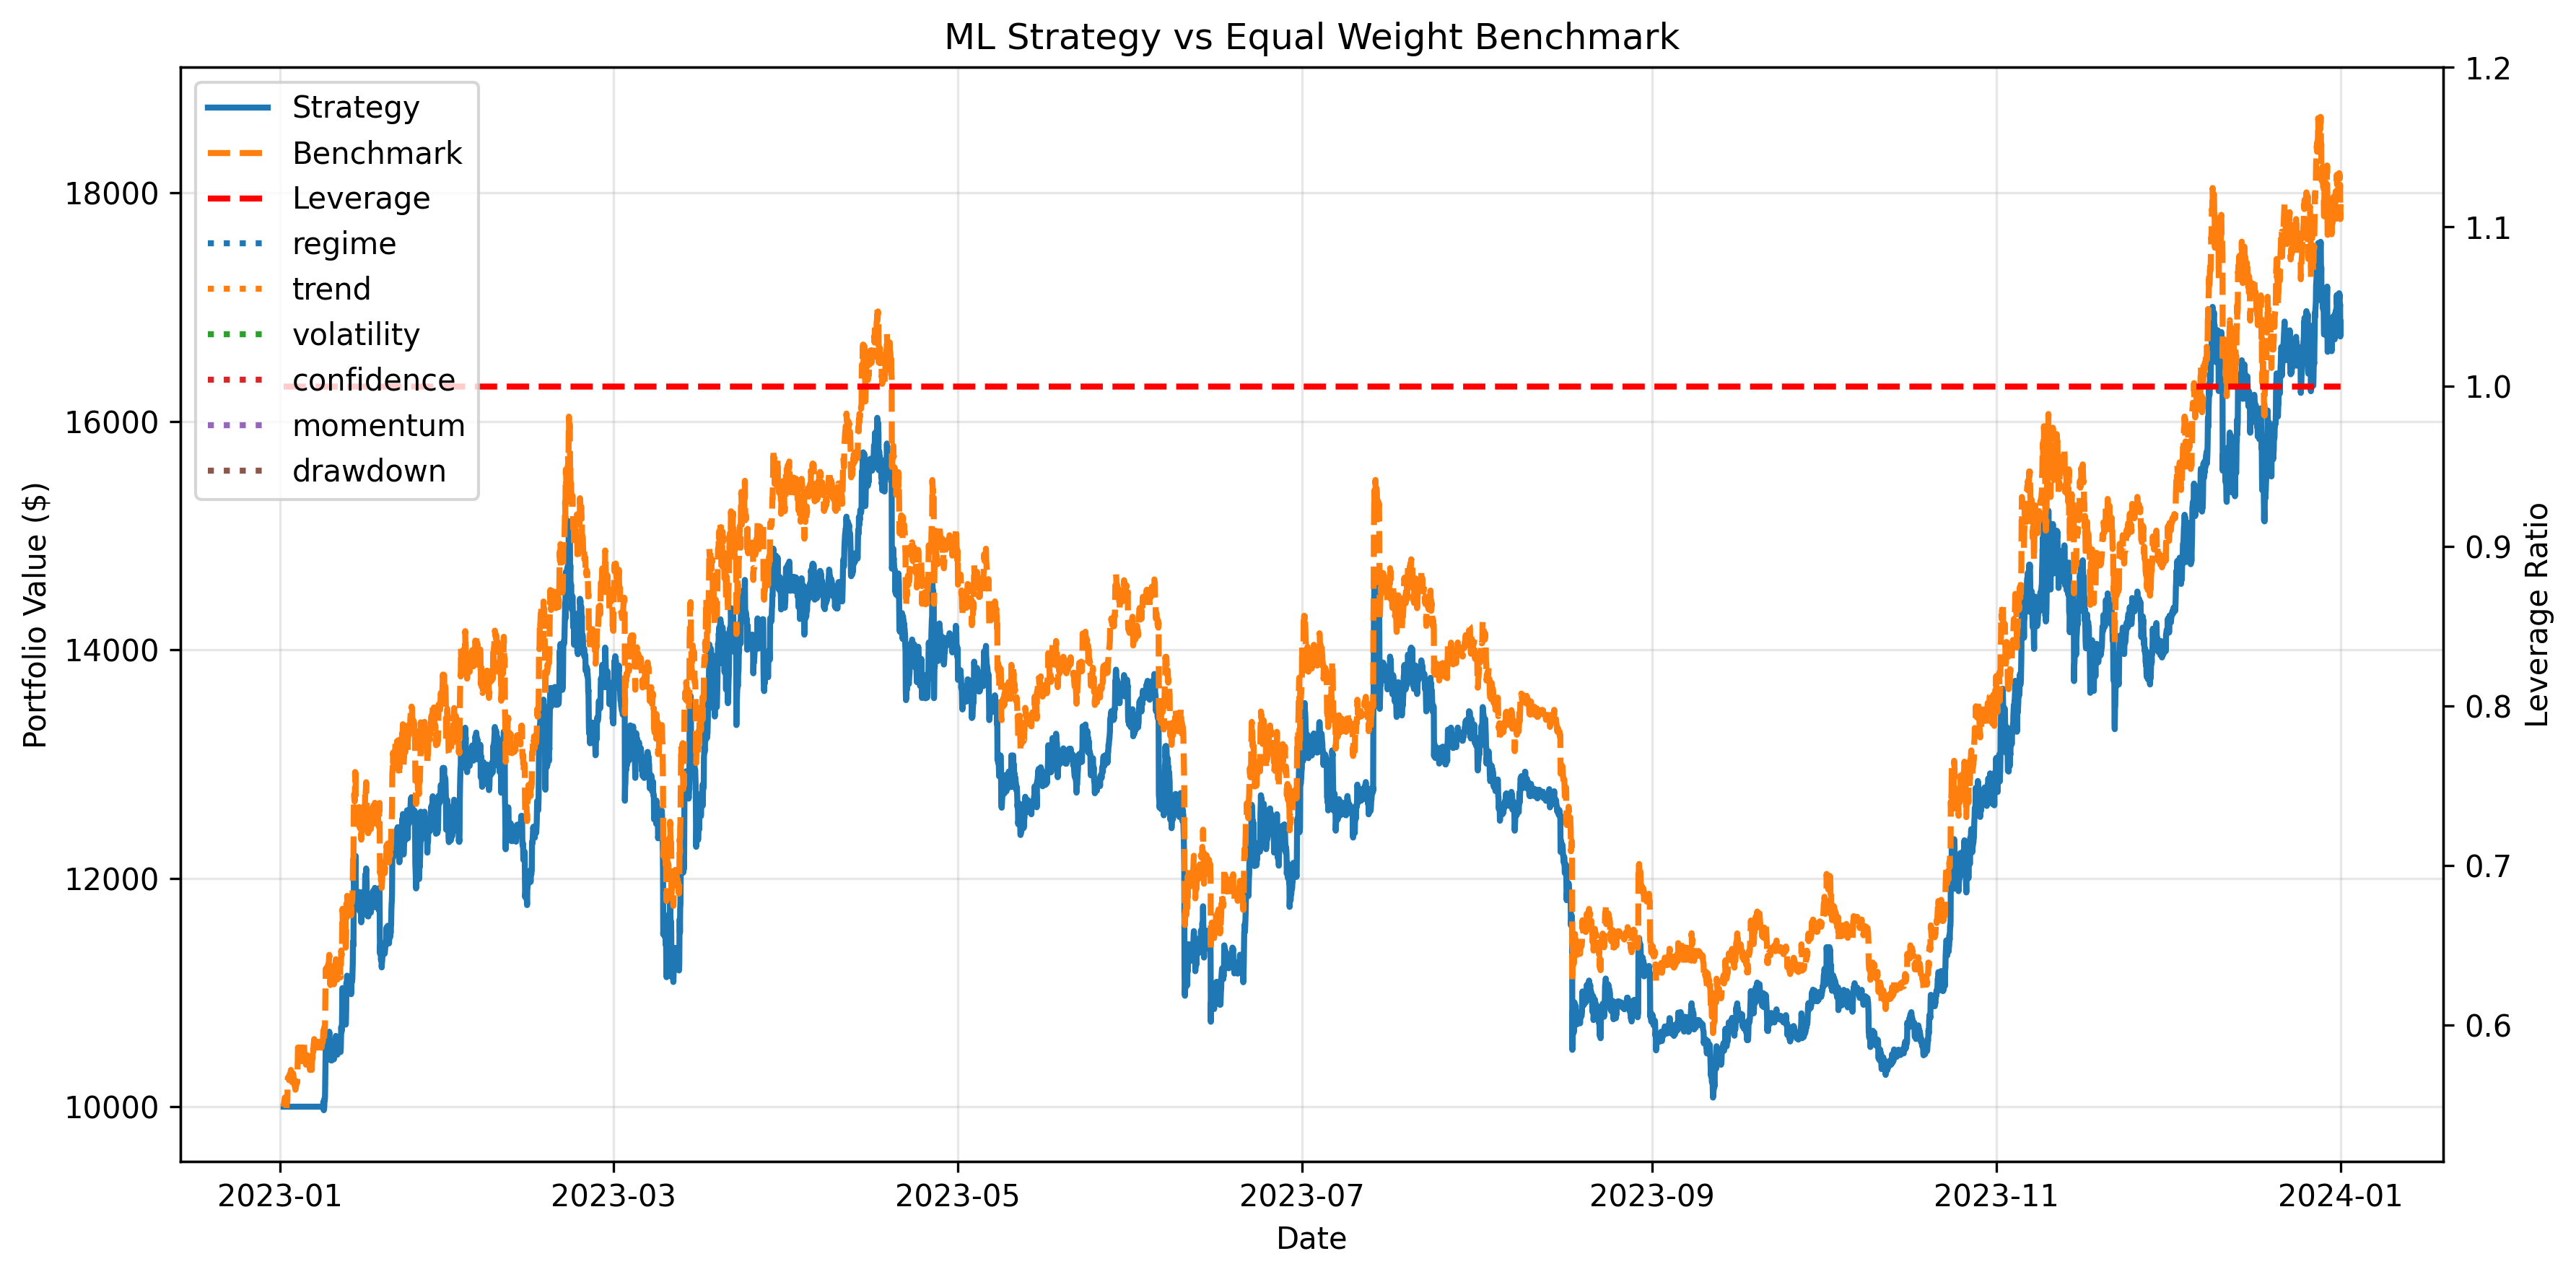 ML Strategy vs Equal Weight Benchmark
Strategy
Benchmark
Leverage
regime
trend
volatility
confidence
momentum
drawdown
Portfolio Value ($)
18000
16000
14000
12000
10000
1.2
1.1
1.0
0.9
0.8
0.7
0.6
Leverage Ratio
2023-01
2023-03
2023-05
2023-07
2023-09
2023-11
2024-01
Date